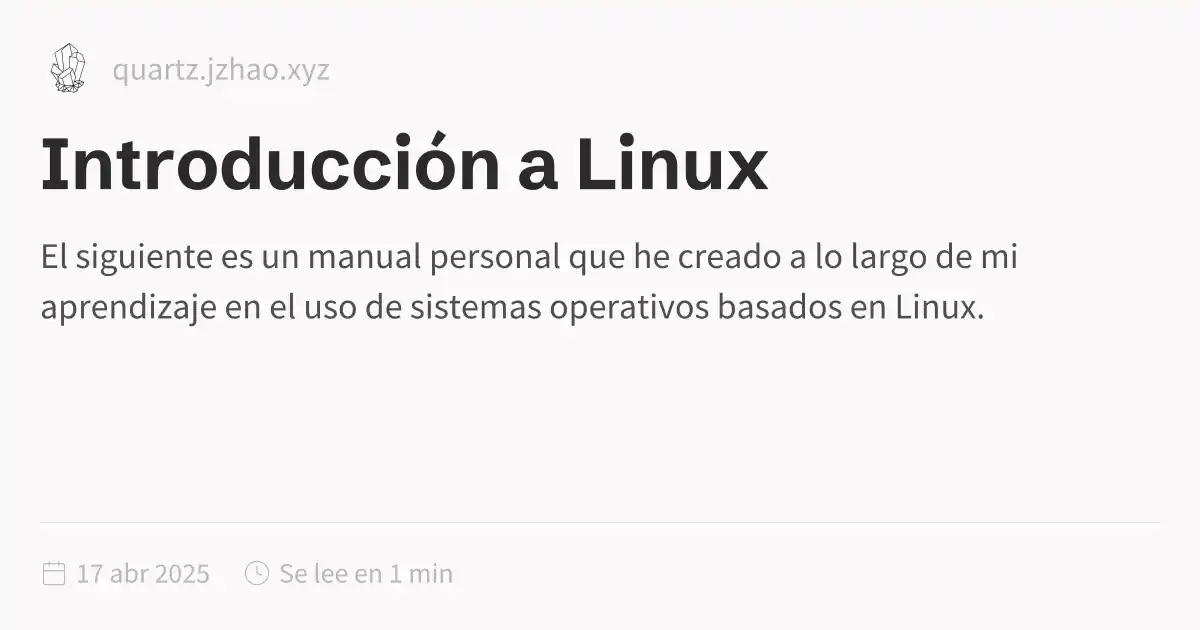 quartz.jzhao.xyz
Introducción a Linux
El siguiente es un manual personal que he creado a lo largo de mi
aprendizaje en el uso de sistemas operativos basados en Linux.
17 abr 2025 Se lee en 1 min